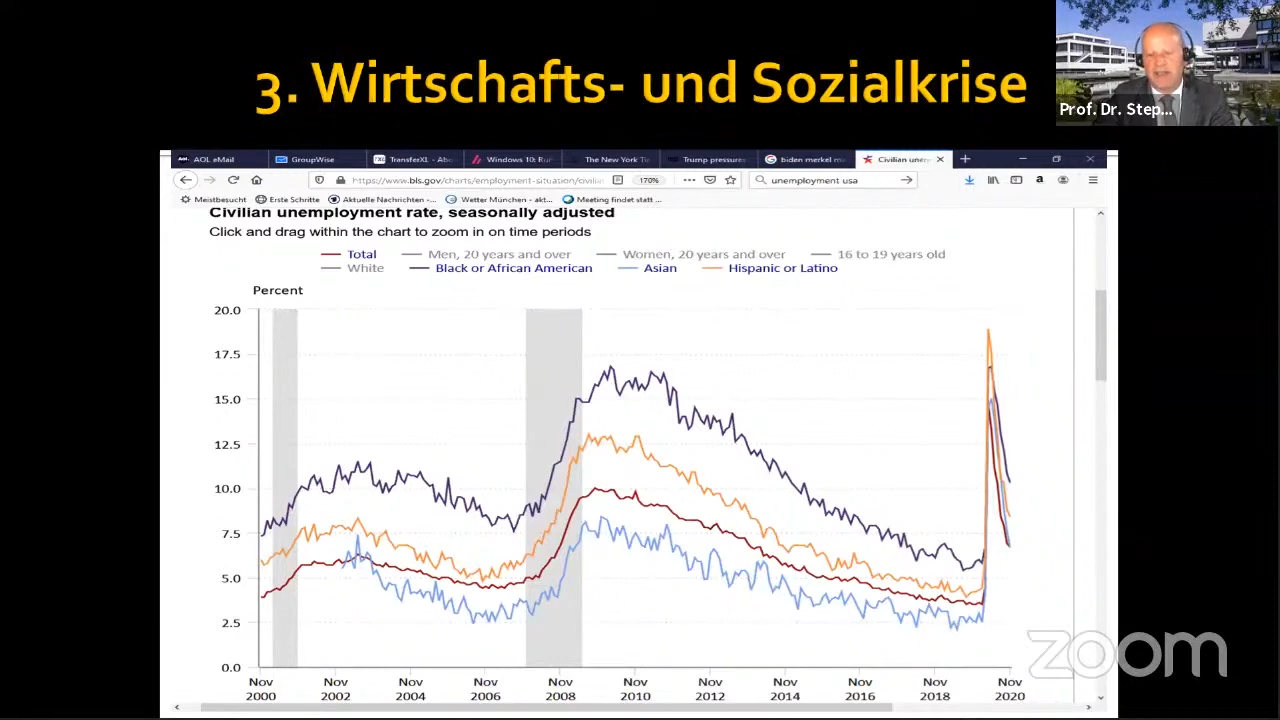 3. Wirtschafts- und Sozialkrise
Prof. Dr. Step...
AOL eMail
GroupWise
TransferXL - Abo
Windows 10: Ru
The New York Ti
Trump pressures
biden merkel m
Civilian unem
https://www.bls.gov/charts/employment-situation/civilia
170%
unemployment usa
Meistbesucht
Erste Schritte
Aktuelle Nachrichten -...
Wetter München - akt...
Meeting findet statt ...
Civilian unemployment rate, seasonally adjusted
Click and drag within the chart to zoom in on time periods
Total
Men, 20 years and over
Women, 20 years and over
16 to 19 years old
White
Black or African American
Asian
Hispanic or Latino
Percent
20.0
17.5
15.0
12.5
10.0
7.5
5.0
2.5
0.0
Nov 2000
Nov 2002
Nov 2004
Nov 2006
Nov 2008
Nov 2010
Nov 2012
Nov 2014
Nov 2016
Nov 2018
Nov 2020
zoom